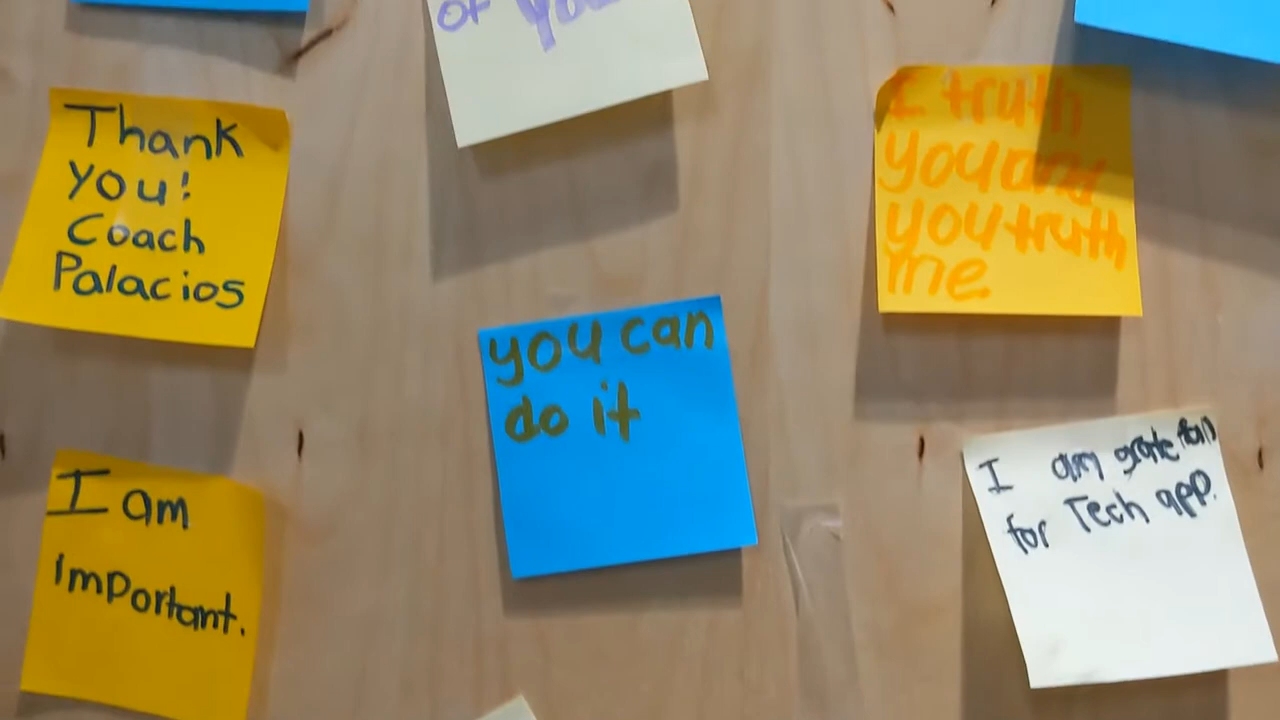 of you
Thank
you!
Coach
Palacios
I truth
you and
you truth
me
you can
do it
I am
Important.
I am
for Tech app.